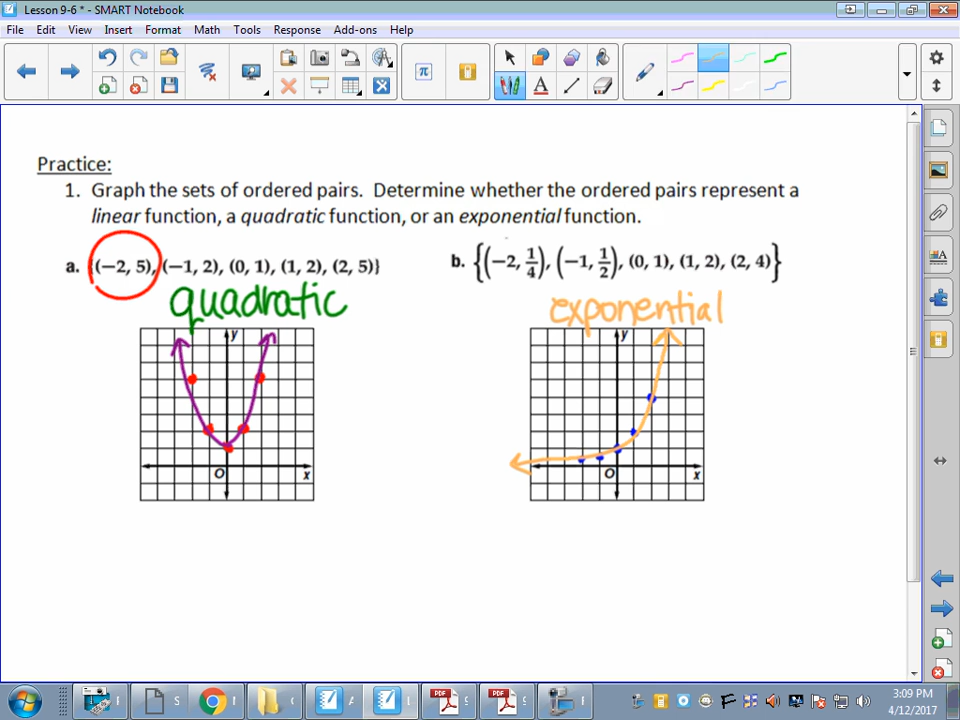 Lesson 9-6 * - SMART Notebook
File Edit View Insert Format Math Tools Response Add-ons Help
Practice:
1. Graph the sets of ordered pairs. Determine whether the ordered pairs represent a
linear function, a quadratic function, or an exponential function.
a. {(−2, 5), (−1, 2), (0, 1), (1, 2), (2, 5)}
b. {(−2, 1/4), (−1, 1/2), (0, 1), (1, 2), (2, 4)}
quadratic
exponential
y
O
x
y
O
x
3:09 PM
4/12/2017